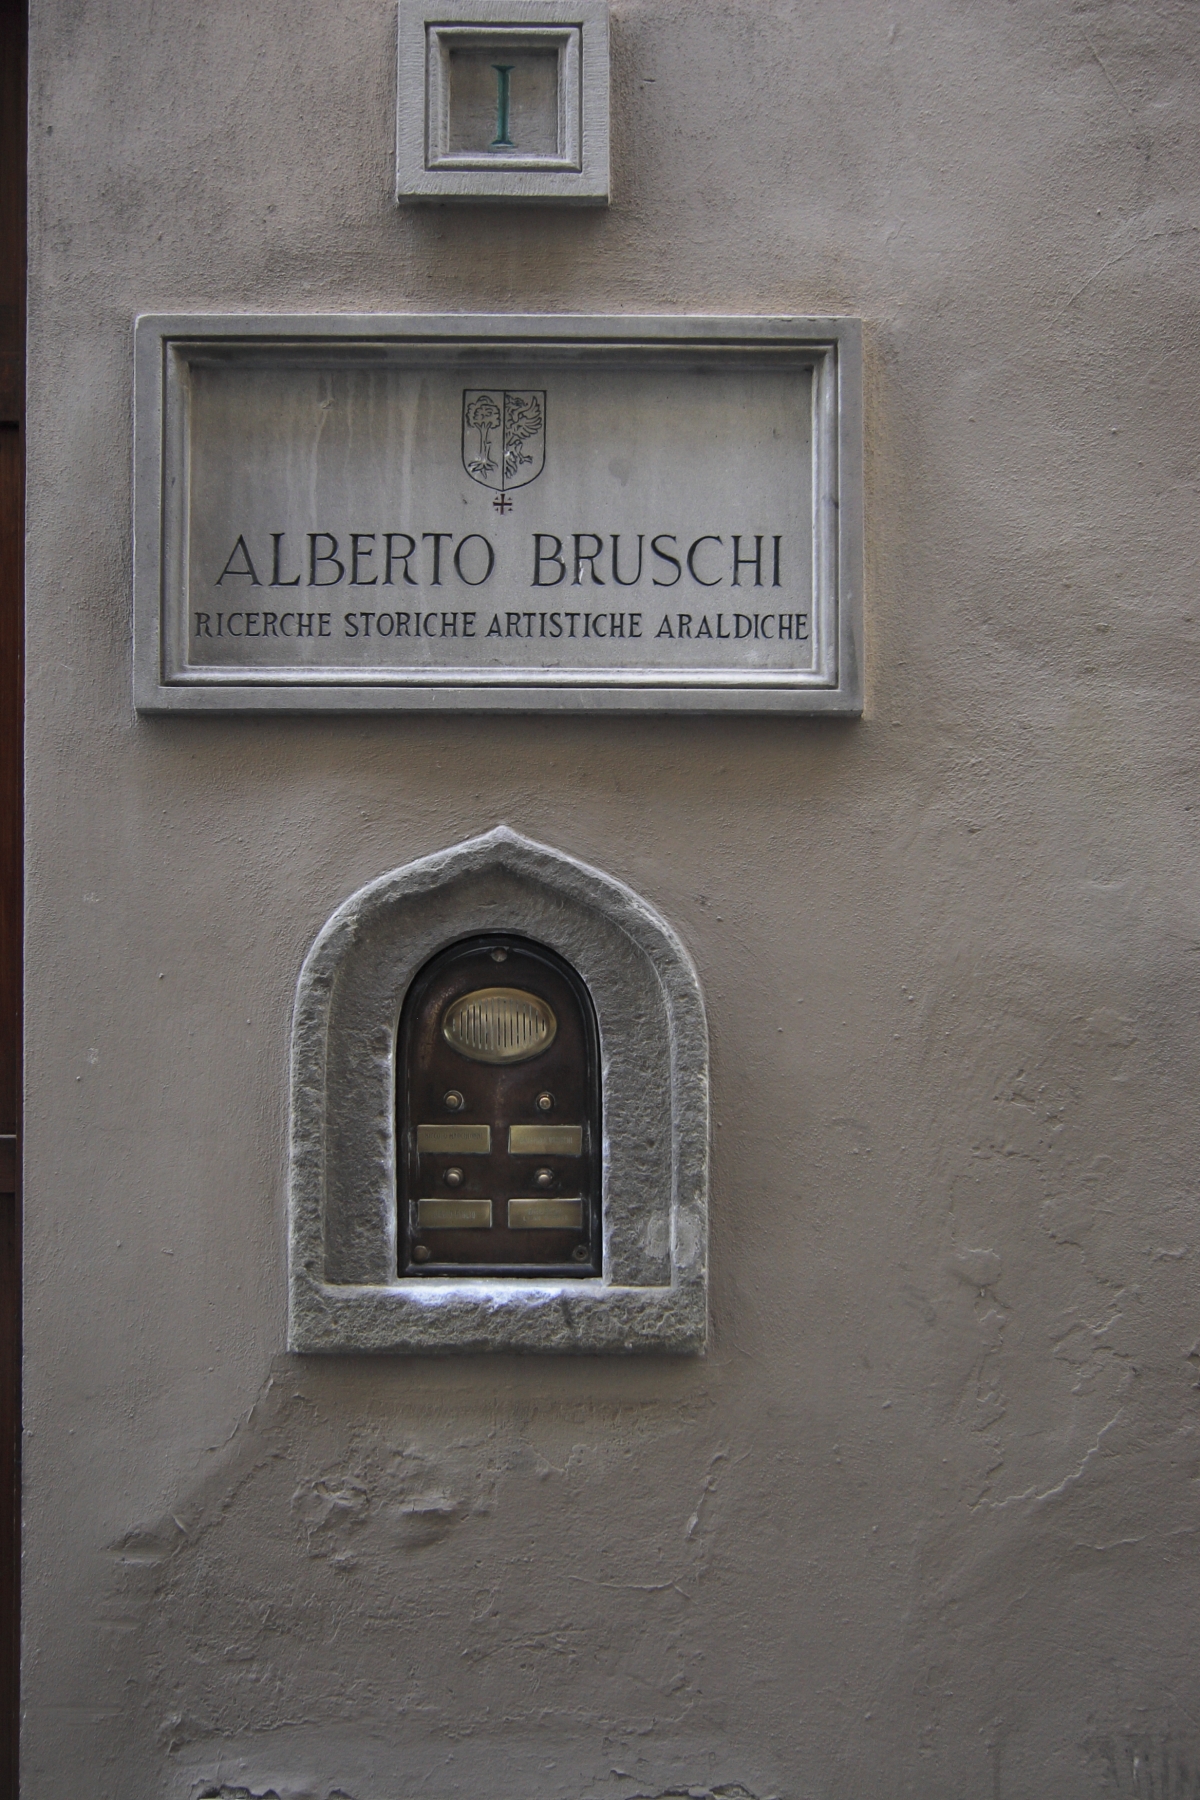 I
ALBERTO BRUSCHI
RICERCHE STORICHE ARTISTICHE ARALDICHE